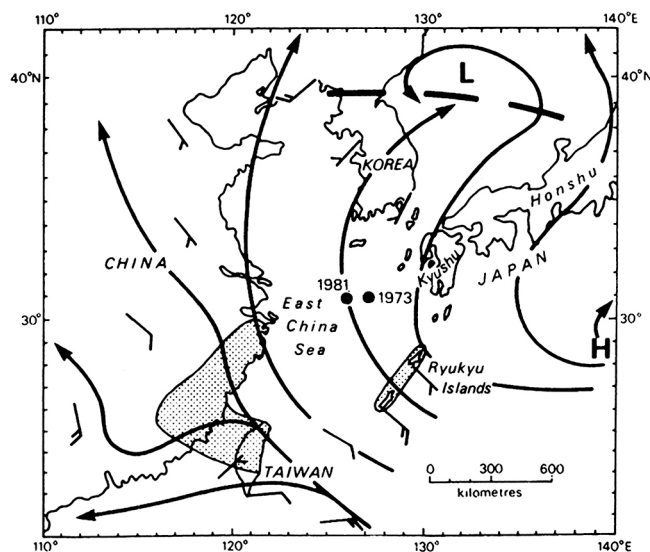 110° 120° 130° 140°E
40°N
40°N
L
KOREA
Honshu
CHINA
Kyushu
JAPAN
1981
1973
East
China
Sea
30°
30°
H
Ryukyu
Islands
TAIWAN
0 300 600
kilometres
10°
110° 120° 130° 140°E